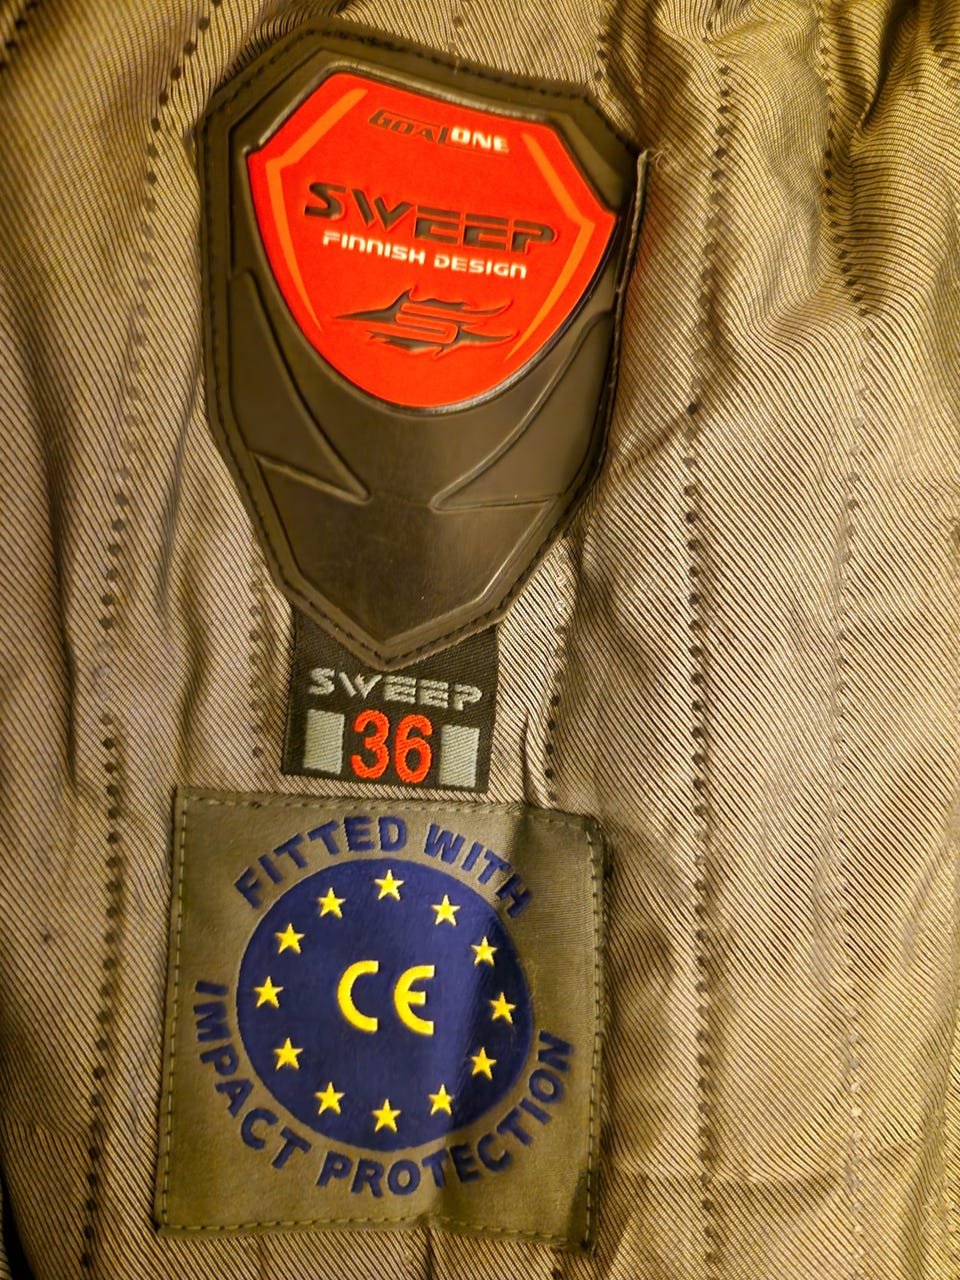 GOALONE
SWEEP
FINNISH DESIGN
S
SWEEP
36
FITTED WITH
CE
IMPACT PROTECTION